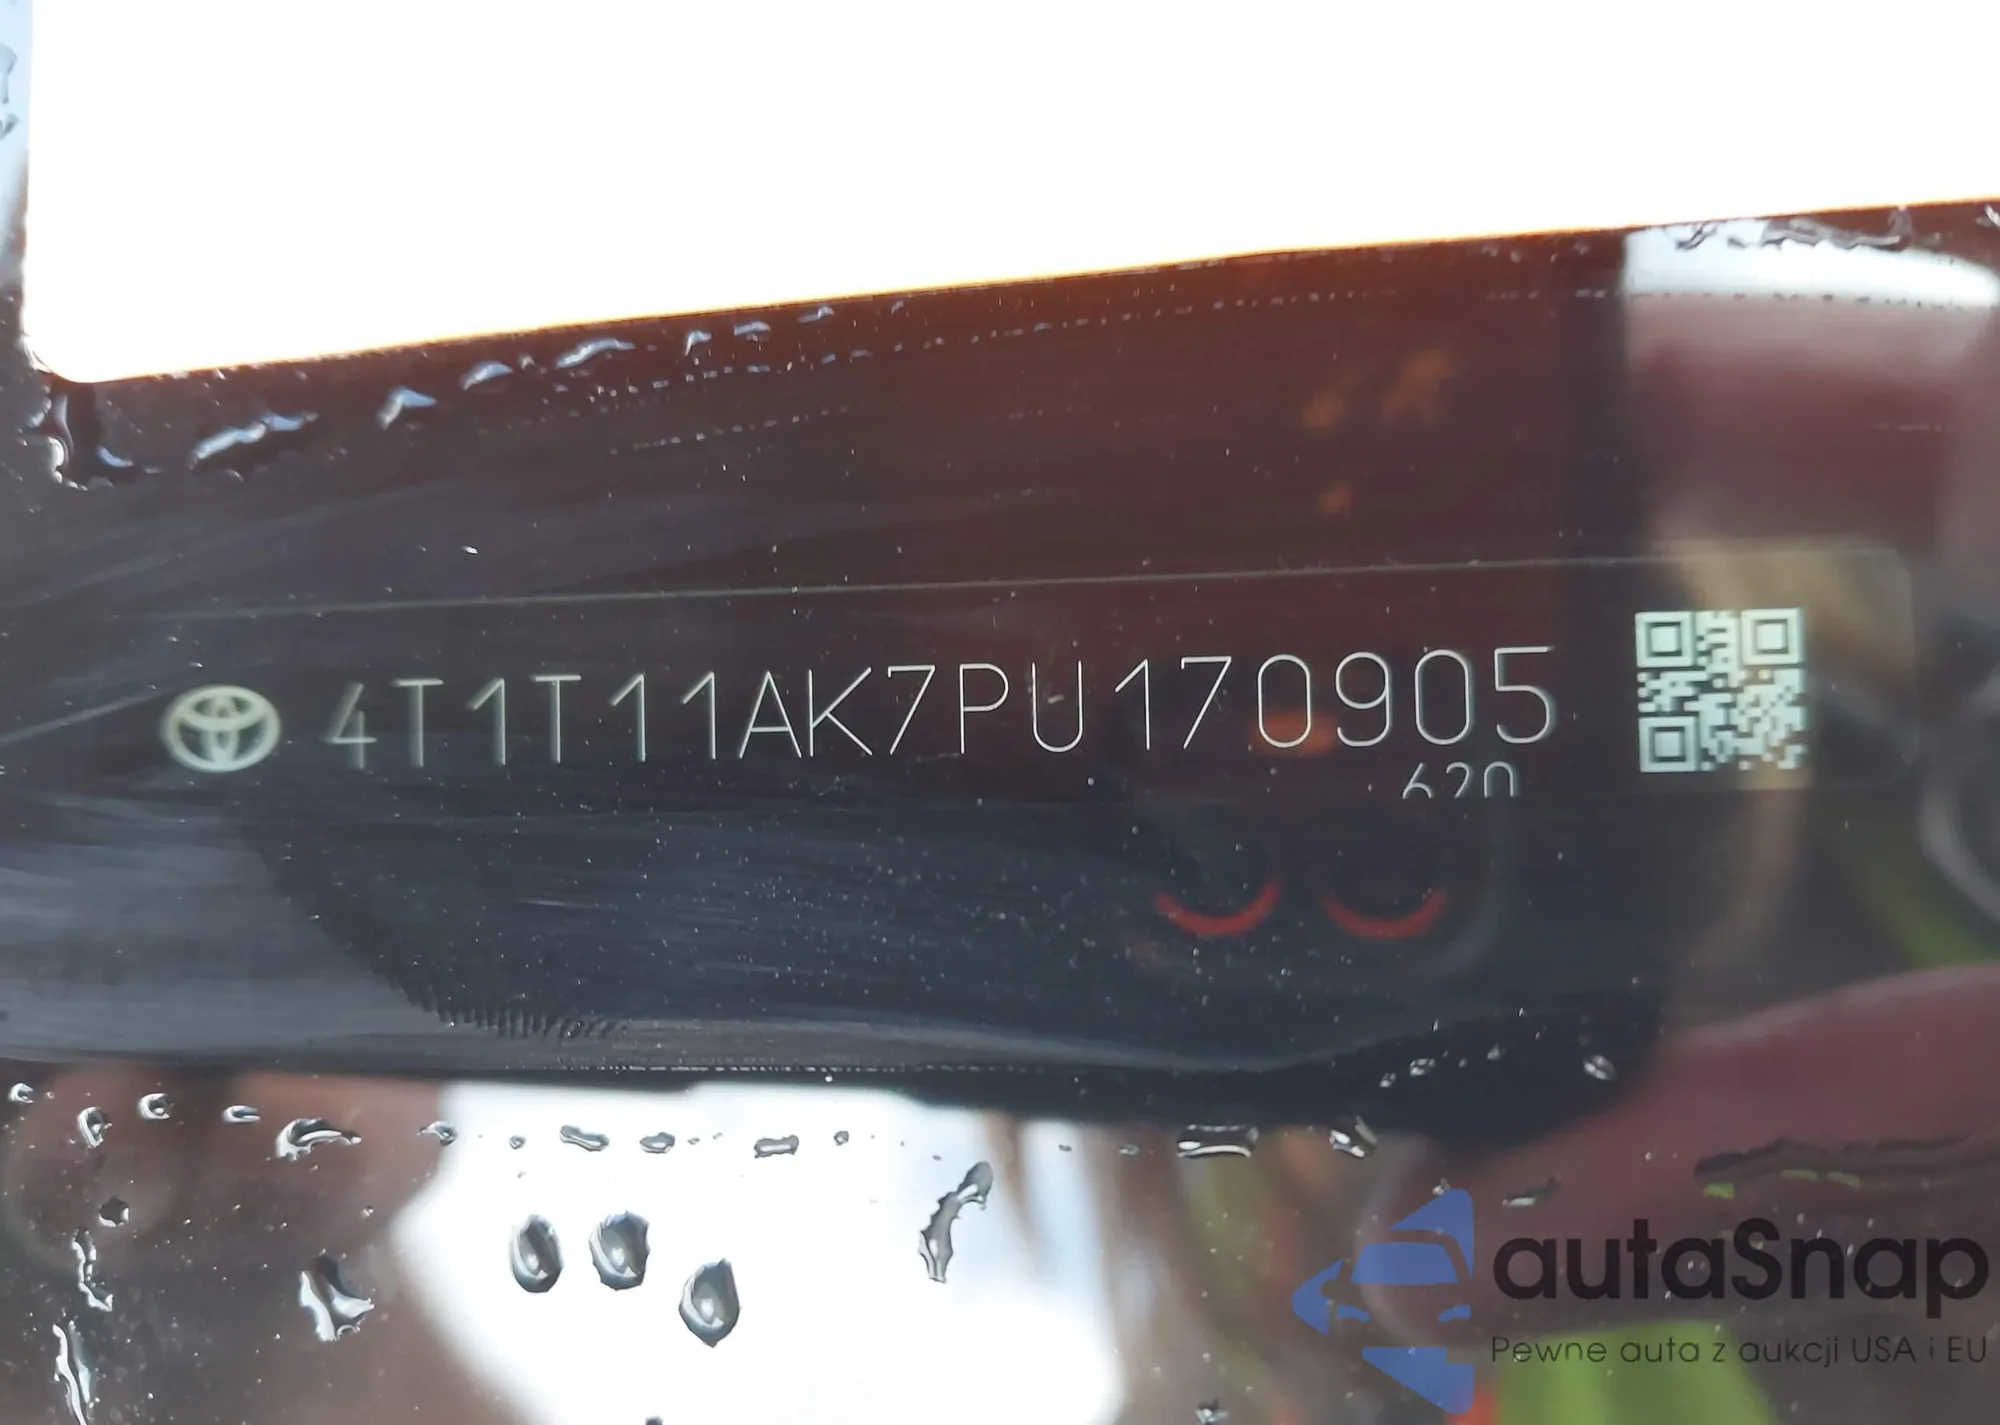 4T1T11AK7PU170905
620
autaSnap
Pewne auta z aukcji USA i EU